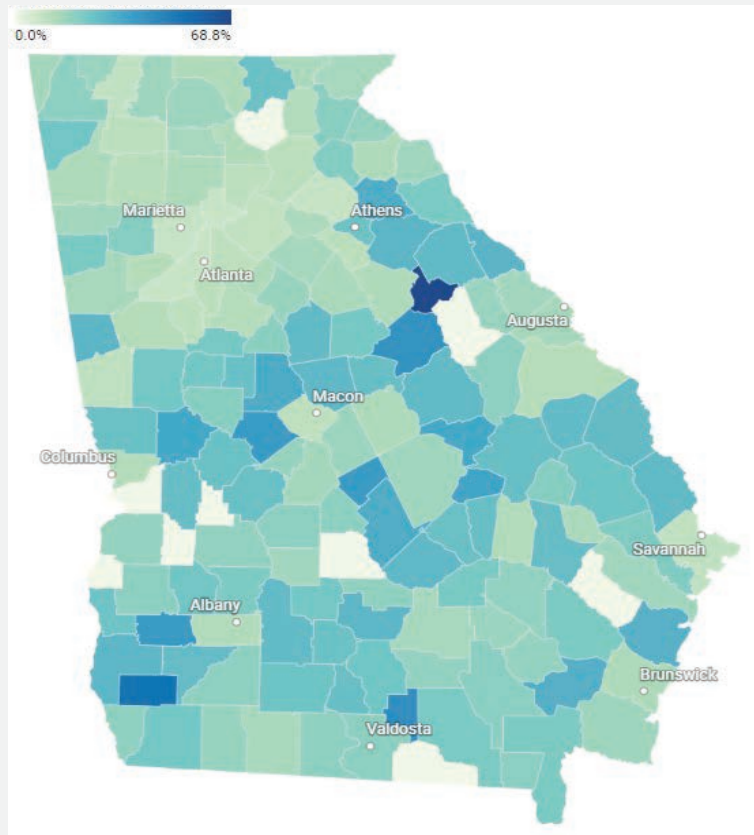 0.0% 68.8%
Marietta
Athens
Atlanta
Augusta
Macon
Columbus
Savannah
Albany
Brunswick
Valdosta